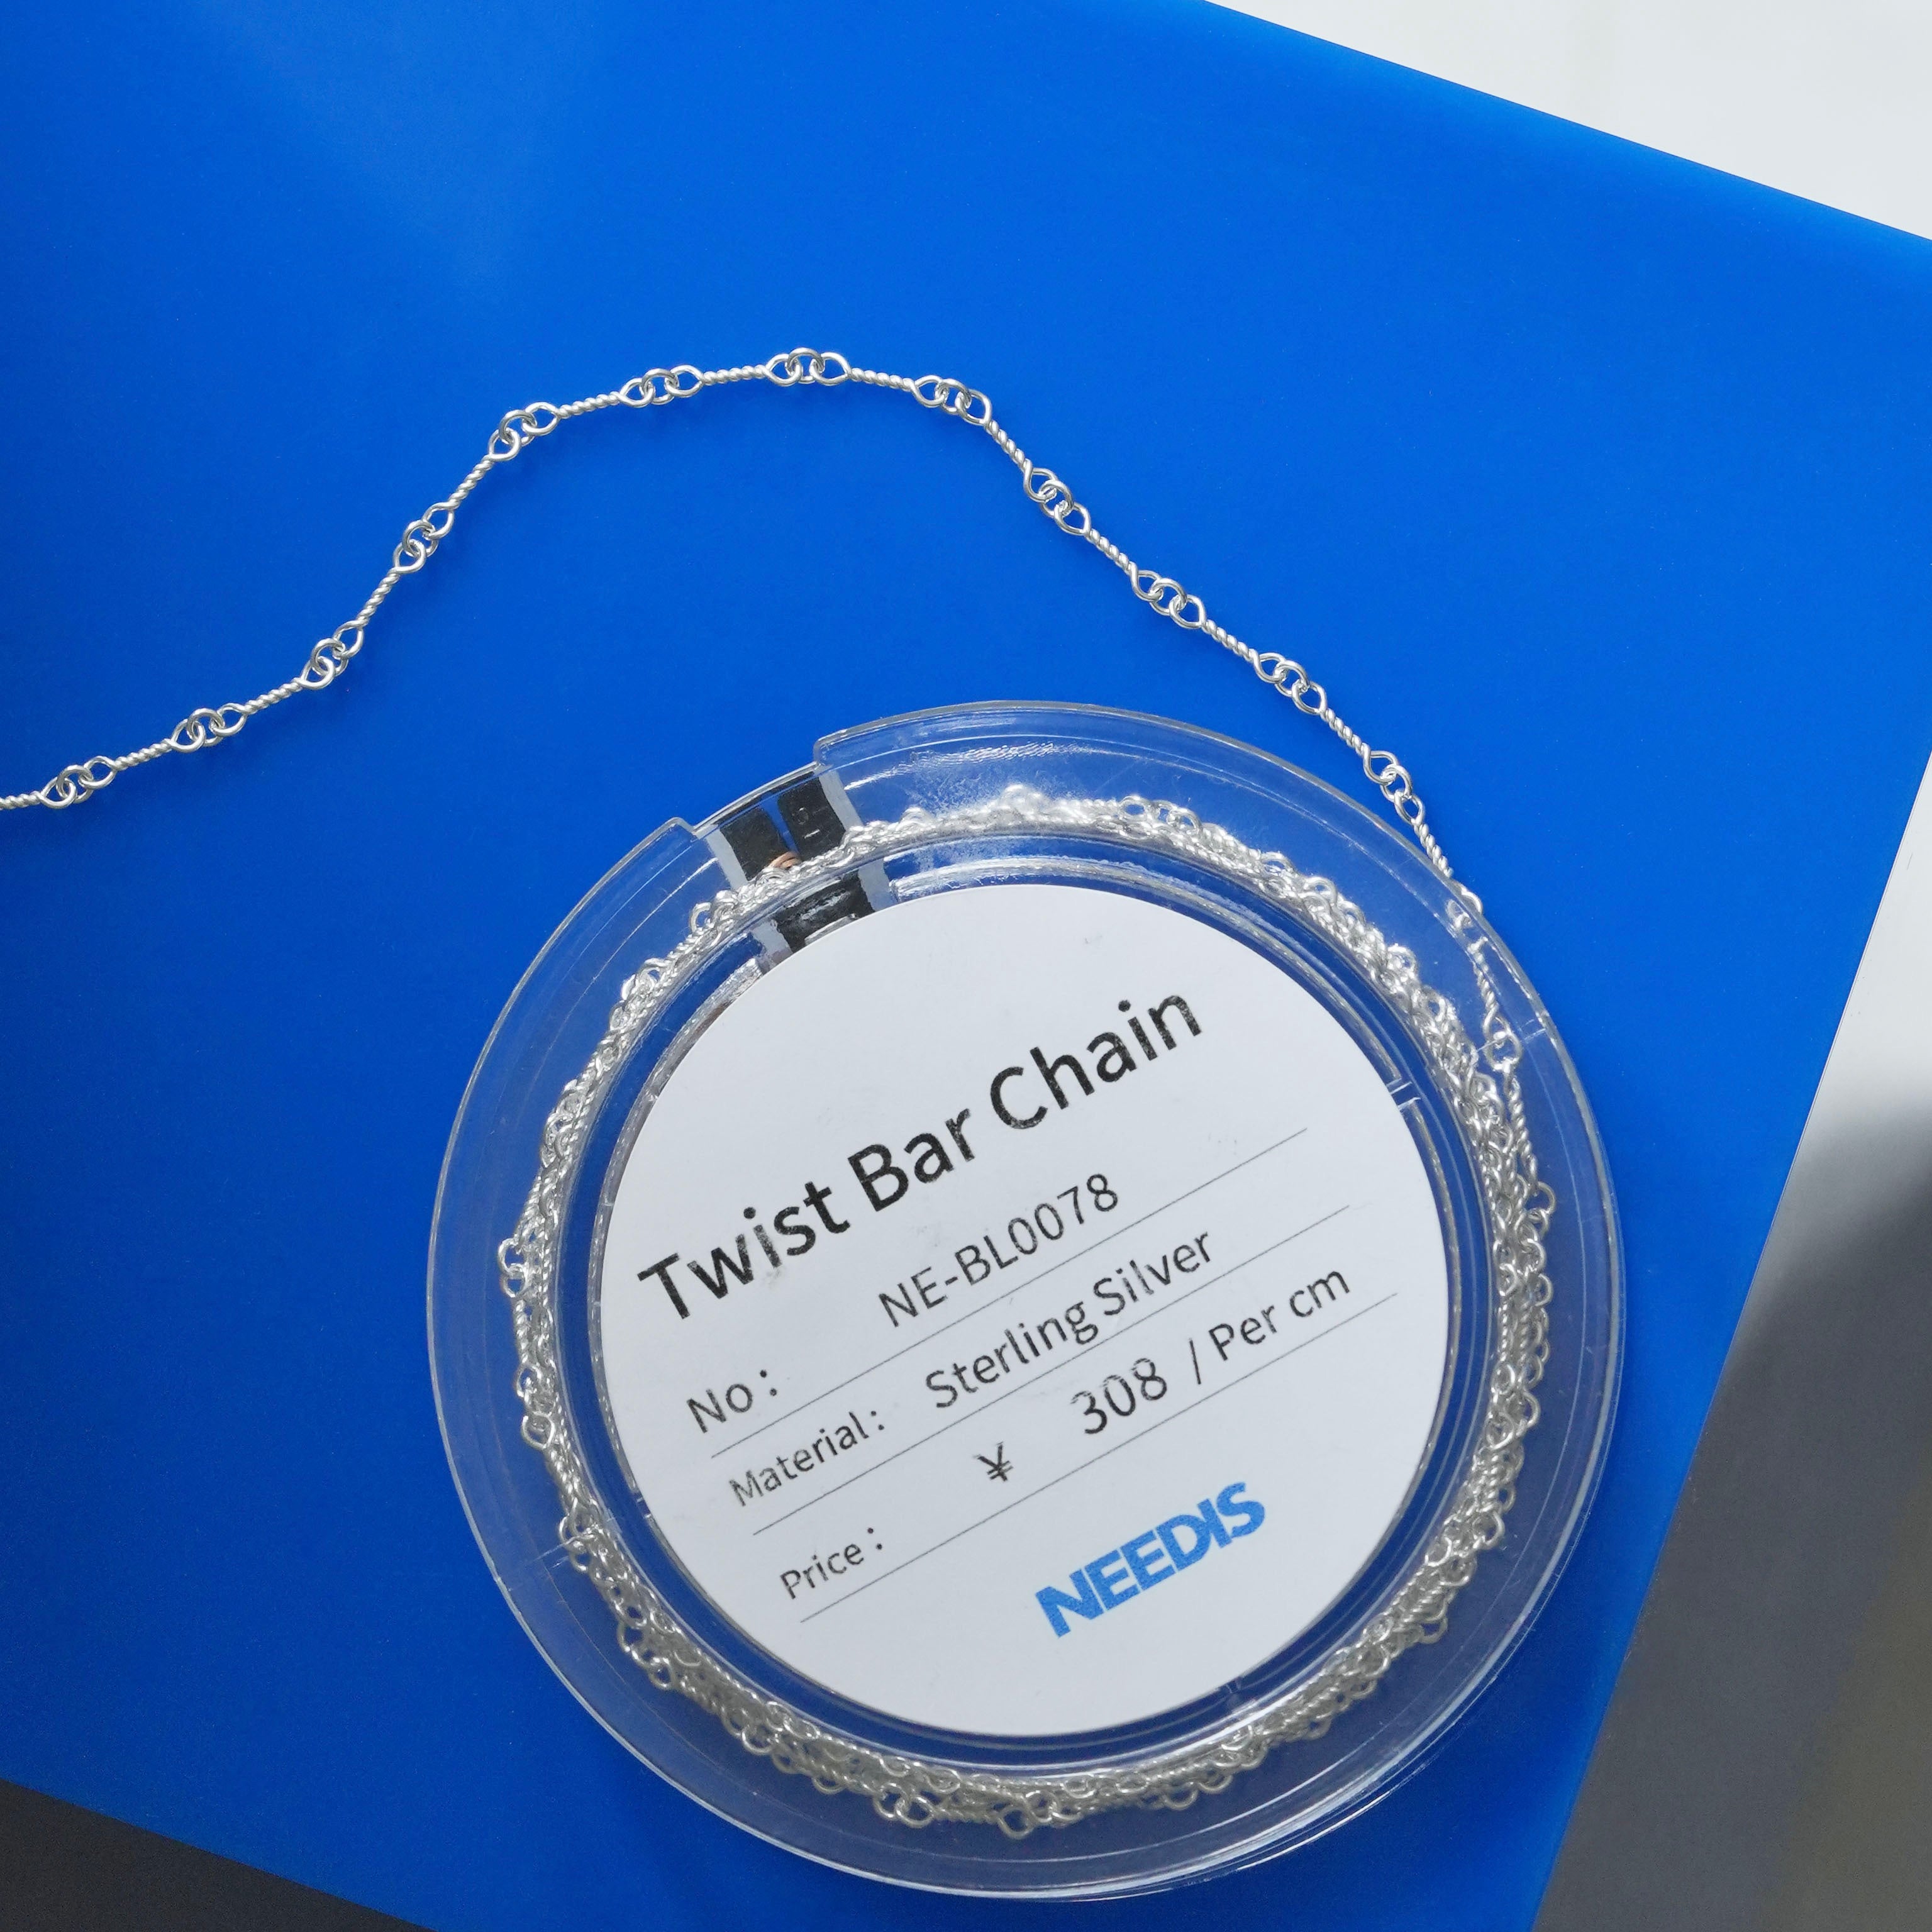 Twist Bar Chain
No : NE-BL0078
Material : Sterling Silver
Price : ¥ 308 / Per cm
NEEDIS